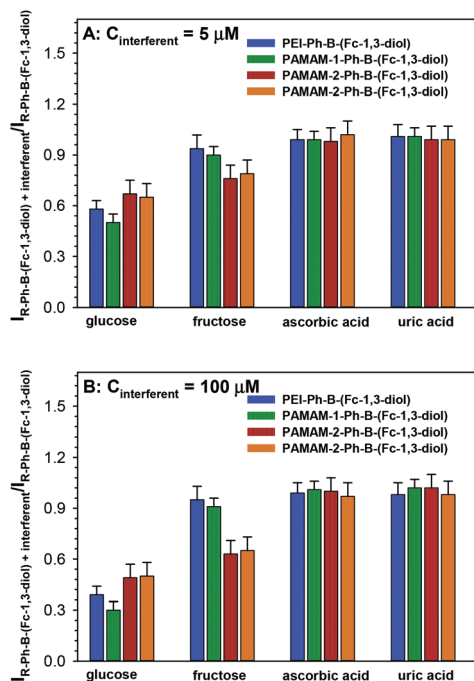 A: Cinterferent = 5 μM
PEI-Ph-B-(Fc-1,3-diol)
PAMAM-1-Ph-B-(Fc-1,3-diol)
PAMAM-2-Ph-B-(Fc-1,3-diol)
PAMAM-2-Ph-B-(Fc-1,3-diol)
IR-Ph-B-(Fc-1,3-diol) + interferent/IR-Ph-B-(Fc-1,3-diol)
1.5
1.2
0.9
0.6
0.3
0.0
glucose fructose ascorbic acid uric acid
B: Cinterferent = 100 μM
PEI-Ph-B-(Fc-1,3-diol)
PAMAM-1-Ph-B-(Fc-1,3-diol)
PAMAM-2-Ph-B-(Fc-1,3-diol)
PAMAM-2-Ph-B-(Fc-1,3-diol)
IR-Ph-B-(Fc-1,3-diol) + interferent/IR-Ph-B-(Fc-1,3-diol)
1.5
1.2
0.9
0.6
0.3
0.0
glucose fructose ascorbic acid uric acid